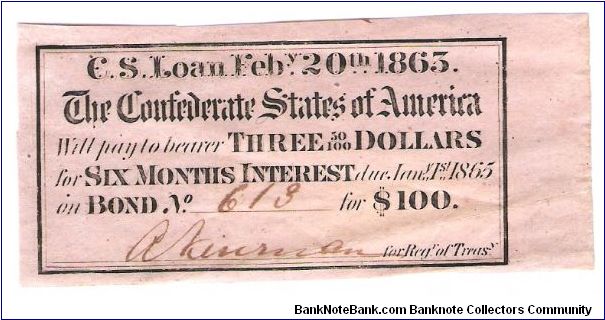 C.S. Loan Feby. 20th 1863.
The Confederate States of America
Will pay to bearer THREE 50/100 DOLLARS
for SIX MONTHS INTEREST due Jany. 1st 1865
on BOND No 613 for $100.
for Regr. of Treasy.
BankNoteBank.com Banknote Collectors Community